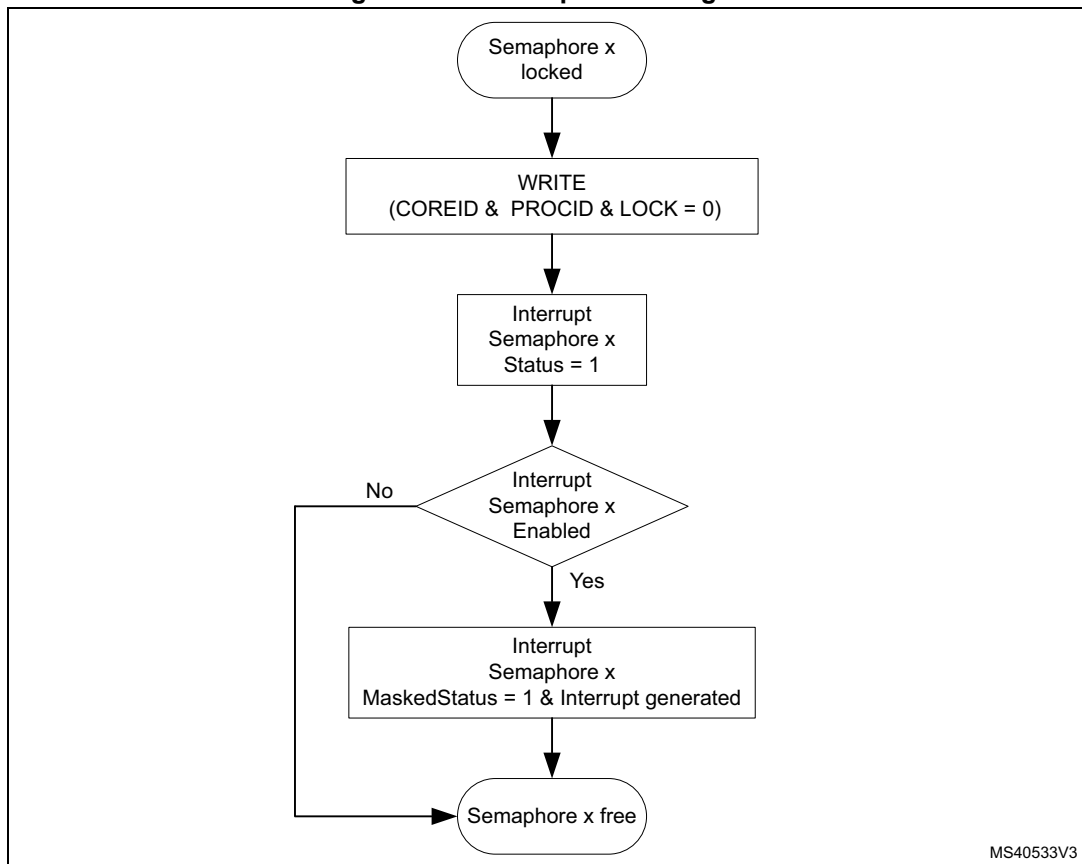 Semaphore x
locked
WRITE
(COREID & PROCID & LOCK = 0)
Interrupt
Semaphore x
Status = 1
Interrupt
Semaphore x
Enabled
No
Yes
Interrupt
Semaphore x
MaskedStatus = 1 & Interrupt generated
Semaphore x free
MS40533V3